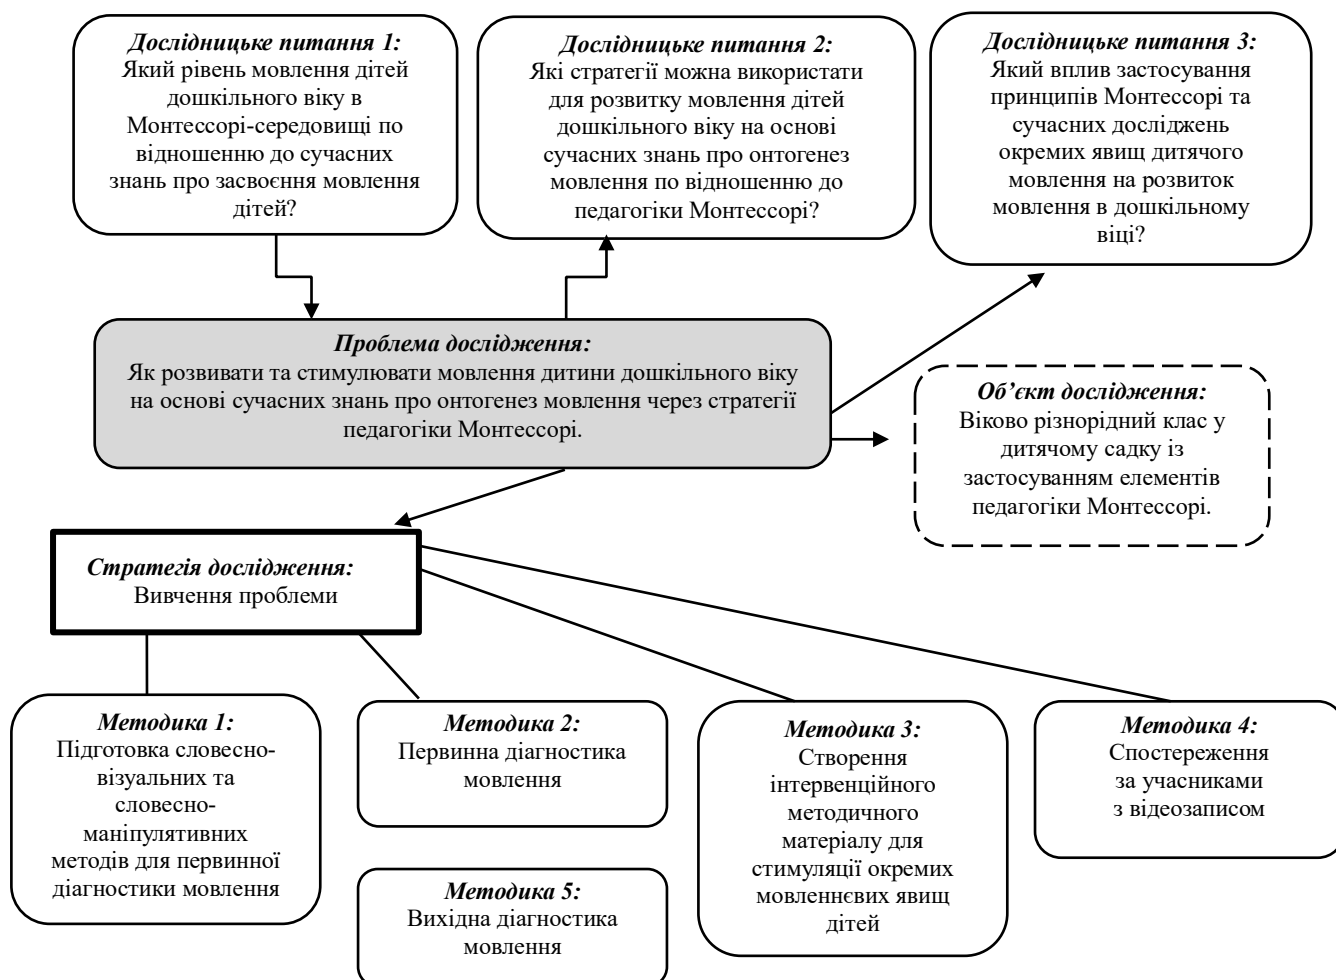 Дослідницьке питання 1:
Який рівень мовлення дітей
дошкільного віку в
Монтессорі-середовищі по
відношенню до сучасних
знань про засвоєння мовлення
дітей?
Дослідницьке питання 2:
Які стратегії можна використати
для розвитку мовлення дітей
дошкільного віку на основі
сучасних знань про онтогенез
мовлення по відношенню до
педагогіки Монтессорі?
Дослідницьке питання 3:
Який вплив застосування
принципів Монтессорі та
сучасних досліджень
окремих явищ дитячого
мовлення на розвиток
мовлення в дошкільному
віці?
Проблема дослідження:
Як розвивати та стимулювати мовлення дитини дошкільного віку
на основі сучасних знань про онтогенез мовлення через стратегії
педагогіки Монтессорі.
Об’єкт дослідження:
Віково різнорідний клас у
дитячому садку із
застосуванням елементів
педагогіки Монтессорі.
Стратегія дослідження:
Вивчення проблеми
Методика 1:
Підготовка словесно-
візуальних та
словесно-
маніпулятивних
методів для первинної
діагностики мовлення
Методика 2:
Первинна діагностика
мовлення
Методика 3:
Створення
інтервенційного
методичного
матеріалу для
стимуляції окремих
мовленнєвих явищ
дітей
Методика 4:
Спостереження
за учасниками
з відеозаписом
Методика 5:
Вихідна діагностика
мовлення